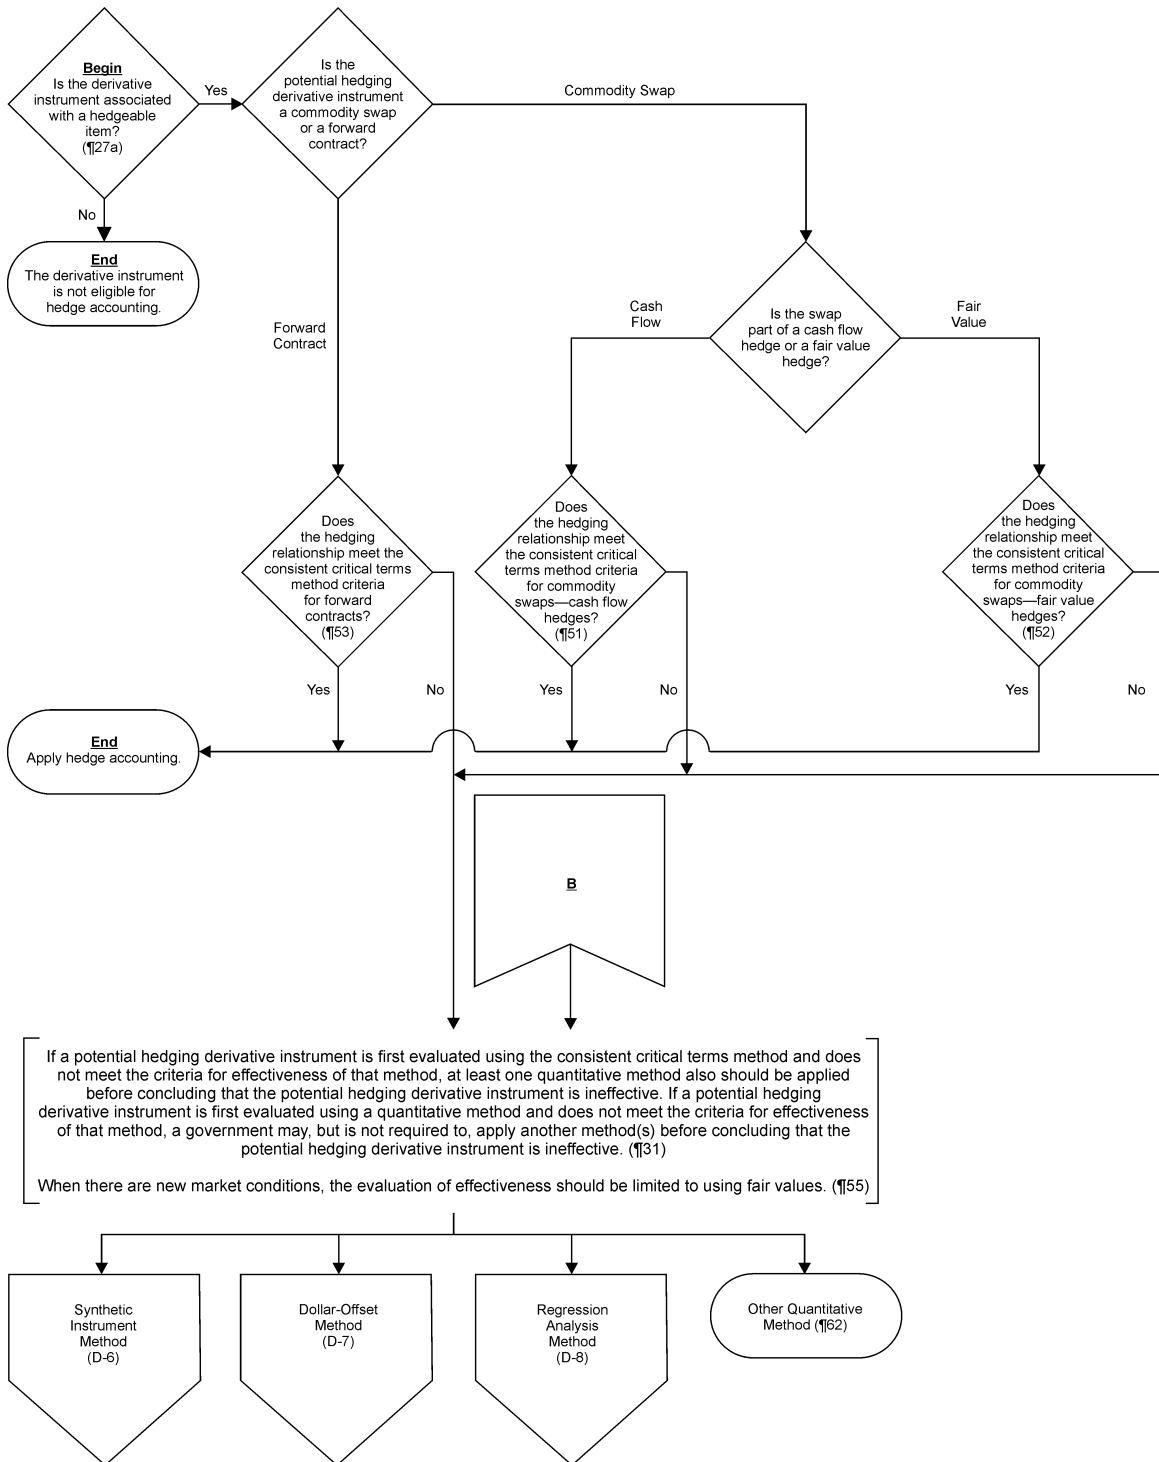 Begin
Is the derivative
instrument associated
with a hedgeable
item?
(¶27a)
Yes
Is the
potential hedging
derivative instrument
a commodity swap
or a forward
contract?
Commodity Swap
No
End
The derivative instrument
is not eligible for
hedge accounting.
Forward
Contract
Cash
Flow
Is the swap
part of a cash flow
hedge or a fair value
hedge?
Fair
Value
Does
the hedging
relationship meet the
consistent critical terms
method criteria
for forward
contracts?
(¶53)
Does
the hedging
relationship meet
the consistent critical
terms method criteria
for commodity
swaps—cash flow
hedges?
(¶51)
Does
the hedging
relationship meet
the consistent critical
terms method criteria
for commodity
swaps—fair value
hedges?
(¶52)
Yes
No
Yes
No
Yes
No
End
Apply hedge accounting.
B
If a potential hedging derivative instrument is first evaluated using the consistent critical terms method and does
not meet the criteria for effectiveness of that method, at least one quantitative method also should be applied
before concluding that the potential hedging derivative instrument is ineffective. If a potential hedging
derivative instrument is first evaluated using a quantitative method and does not meet the criteria for effectiveness
of that method, a government may, but is not required to, apply another method(s) before concluding that the
potential hedging derivative instrument is ineffective. (¶31)
When there are new market conditions, the evaluation of effectiveness should be limited to using fair values. (¶55)
Synthetic
Instrument
Method
(D-6)
Dollar-Offset
Method
(D-7)
Regression
Analysis
Method
(D-8)
Other Quantitative
Method (¶62)